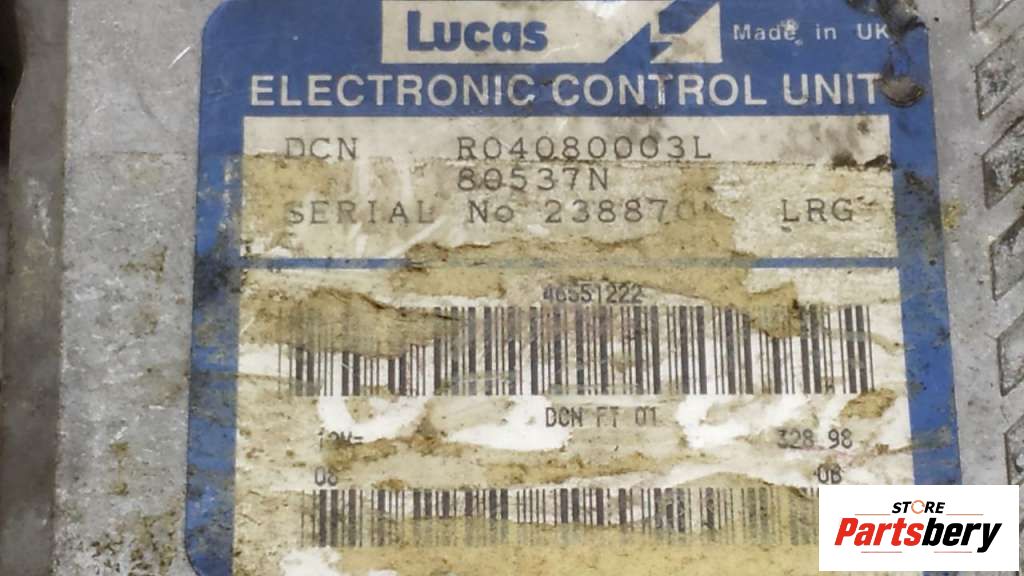 Lucas
Made in UK
ELECTRONIC CONTROL UNIT
DCN R04080003L
80537N
SERIAL No LRG
46551222
DCN FT 01
328.98
08 08
STORE
Partsbery